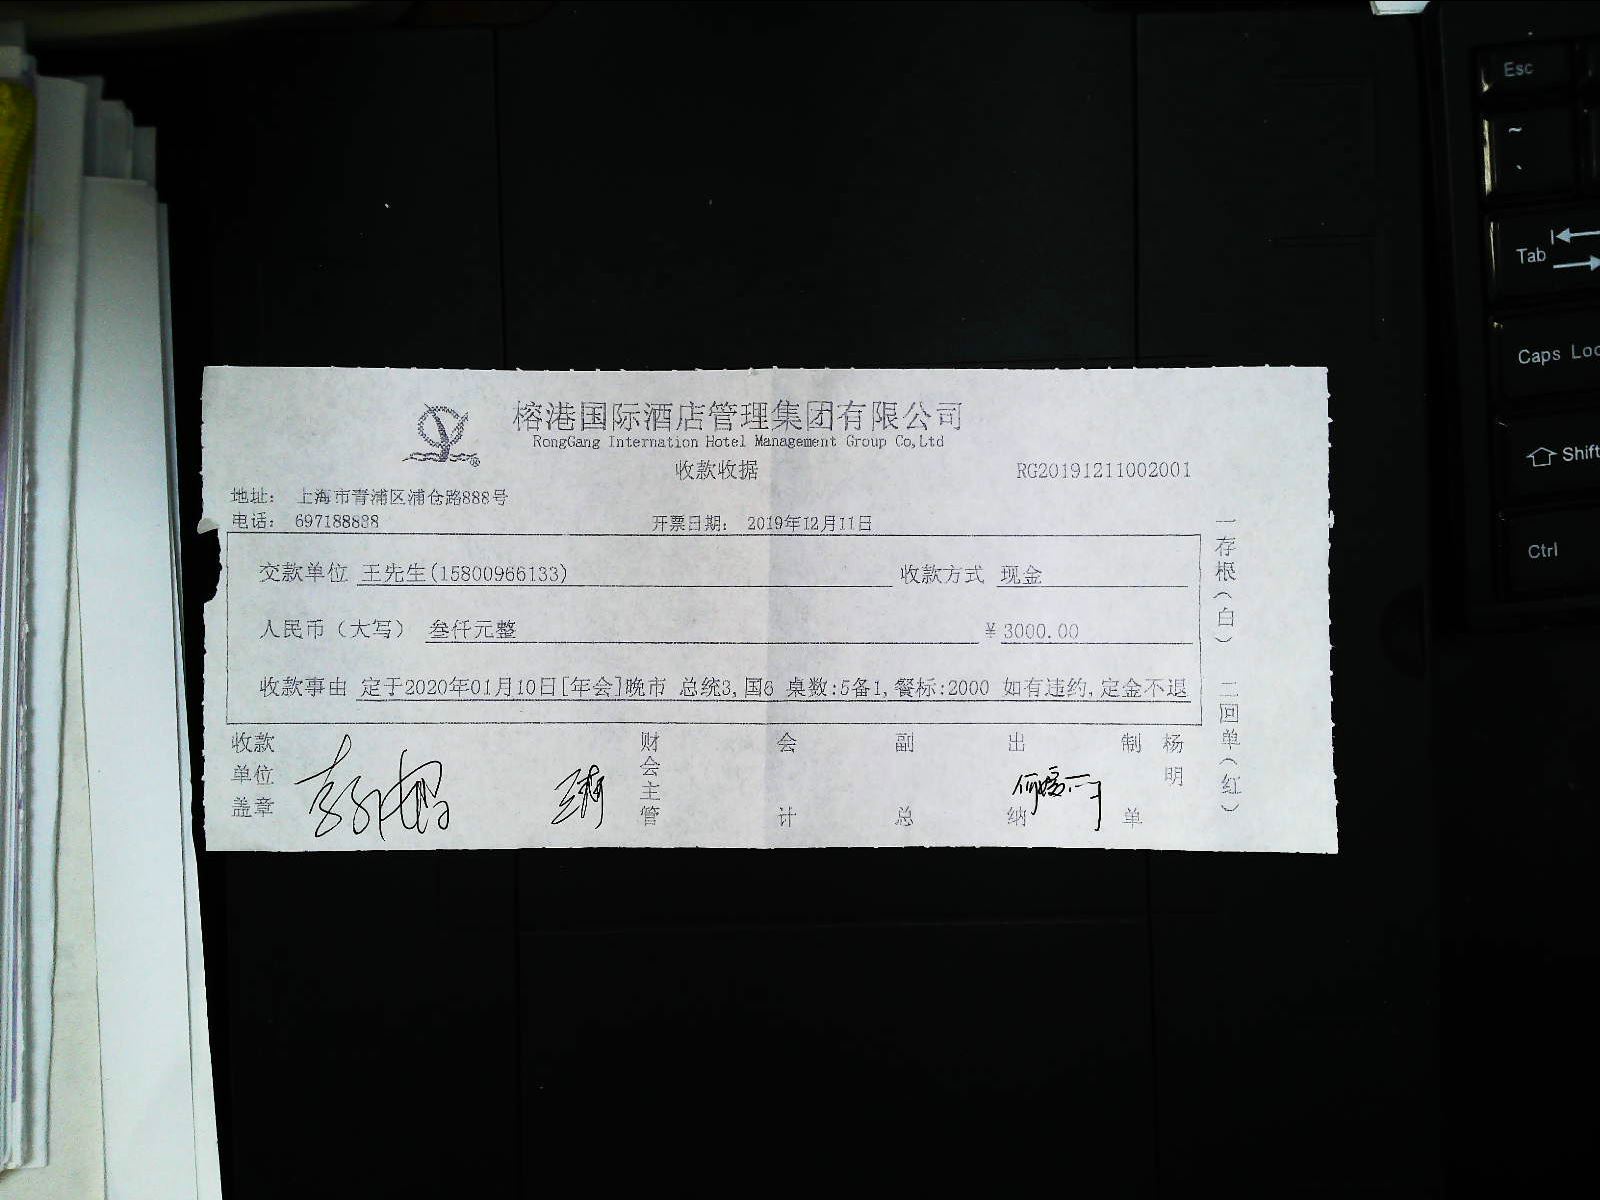 榕港国际酒店管理集团有限公司
RongGang Internation Hotel Management Group Co,Ltd
收款收据
RG20191211002001
地址： 上海市青浦区浦仓路888号
电话： 697188888
开票日期： 2019年12月11日
交款单位 王先生(15800966133) 收款方式 现金
人民币（大写） 叁仟元整 ¥ 3000.00
收款事由 定于2020年01月10日[年会]晚市 总统3,国6 桌数:5备1,餐标:2000 如有违约,定金不退
收款单位盖章
财会主管
会计
副总
出纳
制单
杨明
一存根（白）
二回单（红）
Esc
~
Tab
Caps Loc
Shift
Ctrl